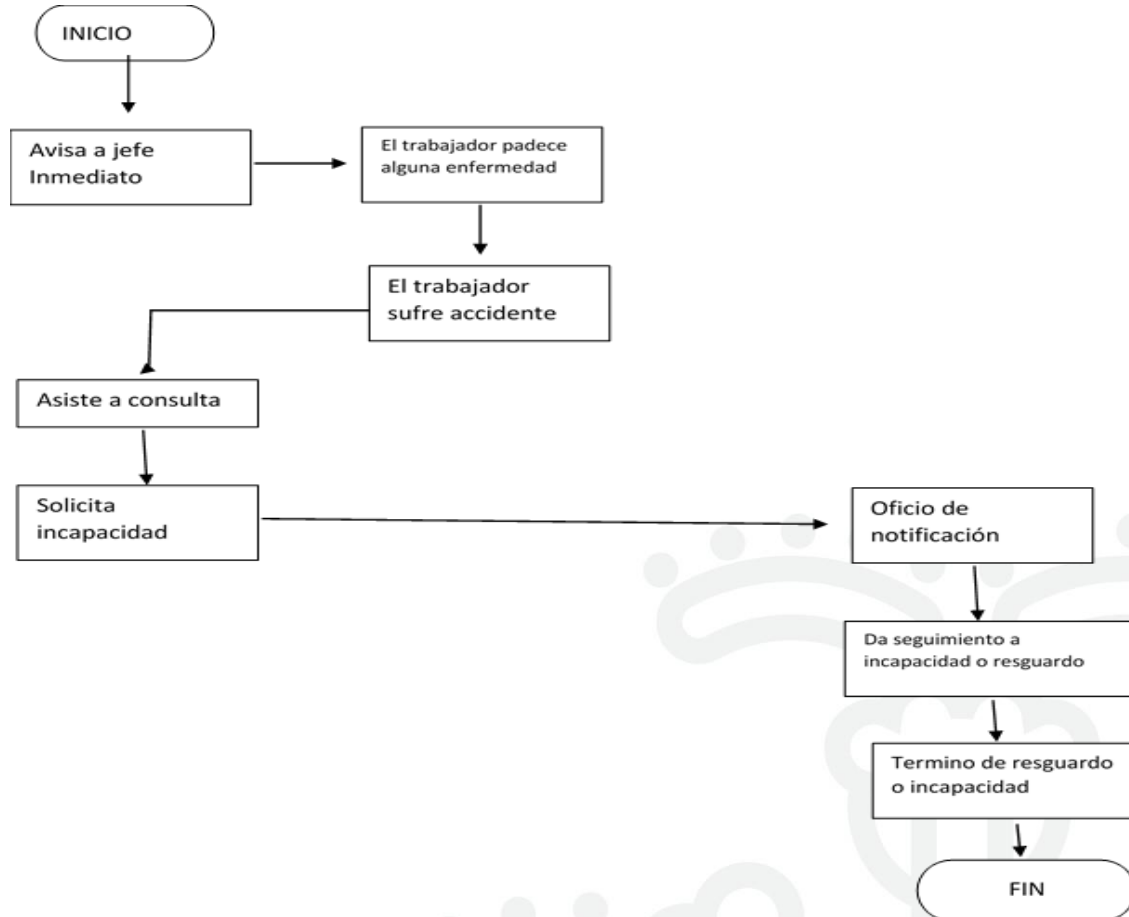 INICIO
Avisa a jefe
Inmediato
El trabajador padece
alguna enfermedad
El trabajador
sufre accidente
Asiste a consulta
Solicita
incapacidad
Oficio de
notificación
Da seguimiento a
incapacidad o resguardo
Termino de resguardo
o incapacidad
FIN